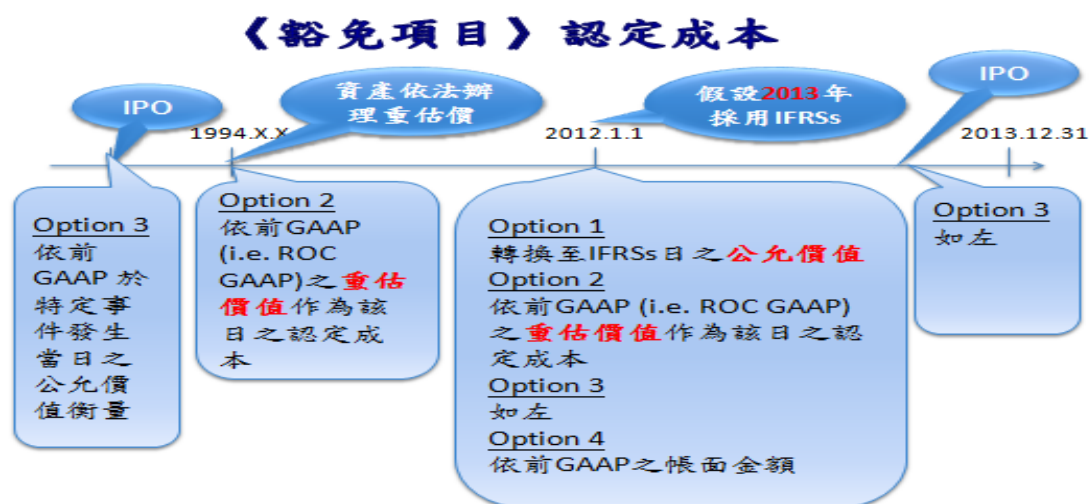 《豁免項目》認定成本
IPO
資產依法辦
理重估價
假設2013年
採用IFRSs
IPO
1994.X.X
2012.1.1
2013.12.31
Option 3
依前
GAAP 於
特定事
件發生
當日之
公允價
值衡量
Option 2
依前GAAP
(i.e. ROC
GAAP)之重估
價值作為該
日之認定成
本
Option 1
轉換至IFRSs日之公允價值
Option 2
依前GAAP (i.e. ROC GAAP)
之重估價值作為該日之認
定成本
Option 3
如左
Option 4
依前GAAP之帳面金額
Option 3
如左